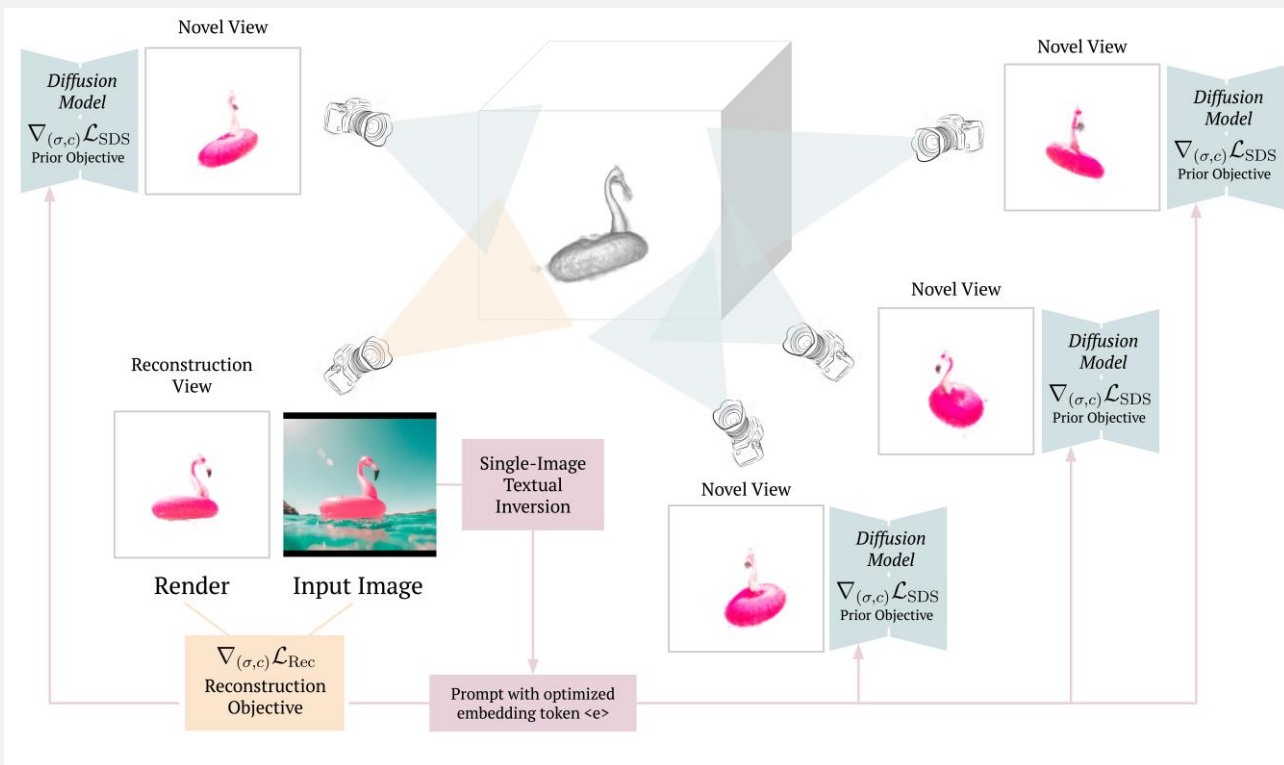 Novel View
Diffusion
Model
∇(σ,c)ℒSDS
Prior Objective
Novel View
Diffusion
Model
∇(σ,c)ℒSDS
Prior Objective
Novel View
Diffusion
Model
∇(σ,c)ℒSDS
Prior Objective
Reconstruction
View
Render
Input Image
Single-Image
Textual
Inversion
Novel View
Diffusion
Model
∇(σ,c)ℒSDS
Prior Objective
∇(σ,c)ℒRec
Reconstruction
Objective
Prompt with optimized
embedding token <e>